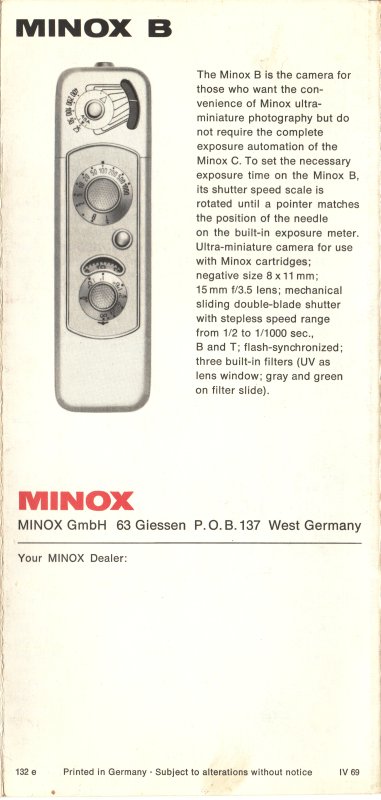 MINOX B
The Minox B is the camera for
those who want the con-
venience of Minox ultra-
miniature photography but do
not require the complete
exposure automation of the
Minox C. To set the necessary
exposure time on the Minox B,
its shutter speed scale is
rotated until a pointer matches
the position of the needle
on the built-in exposure meter.
Ultra-miniature camera for use
with Minox cartridges;
negative size 8 x 11 mm;
15 mm f/3.5 lens; mechanical
sliding double-blade shutter
with stepless speed range
from 1/2 to 1/1000 sec.,
B and T; flash-synchronized;
three built-in filters (UV as
lens window; gray and green
on filter slide).
MINOX
MINOX GmbH 63 Giessen P.O.B. 137 West Germany
Your MINOX Dealer:
132 e Printed in Germany · Subject to alterations without notice IV 69